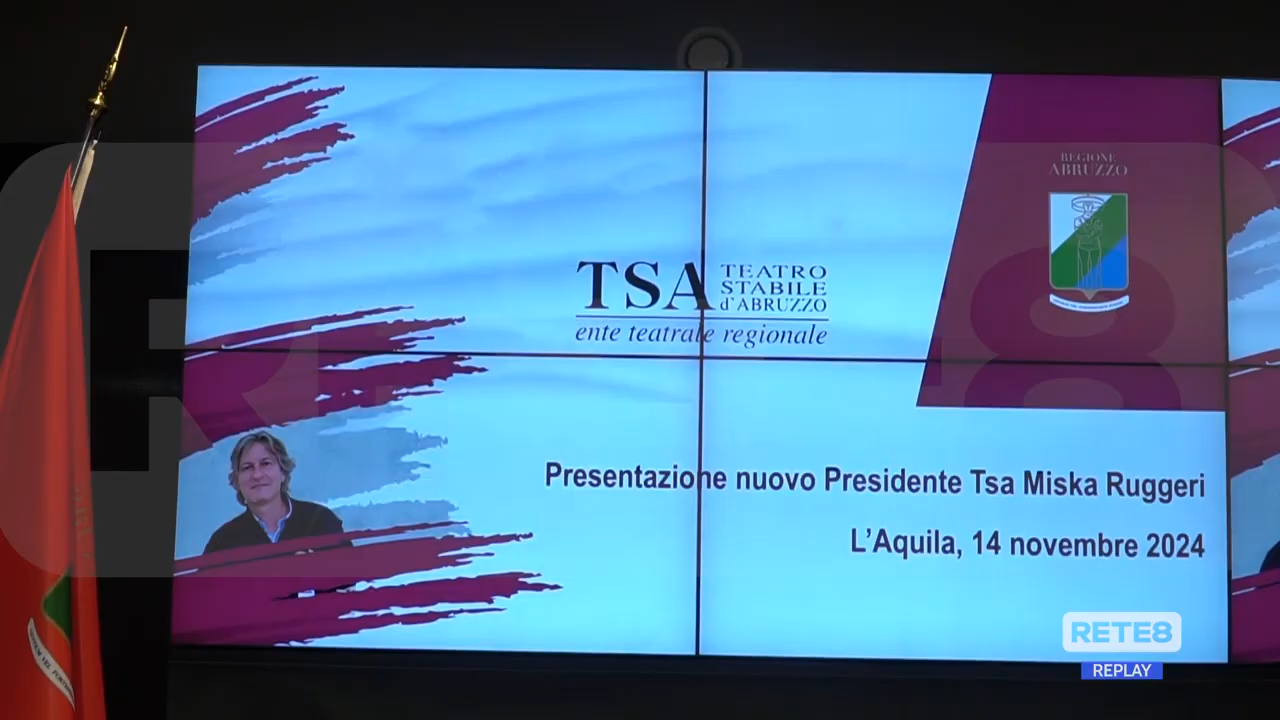 REGIONE
ABRUZZO
TSA TEATRO
STABILE
d'ABRUZZO
ente teatrale regionale
Presentazione nuovo Presidente Tsa Miska Ruggeri
L'Aquila, 14 novembre 2024
RETE8
REPLAY